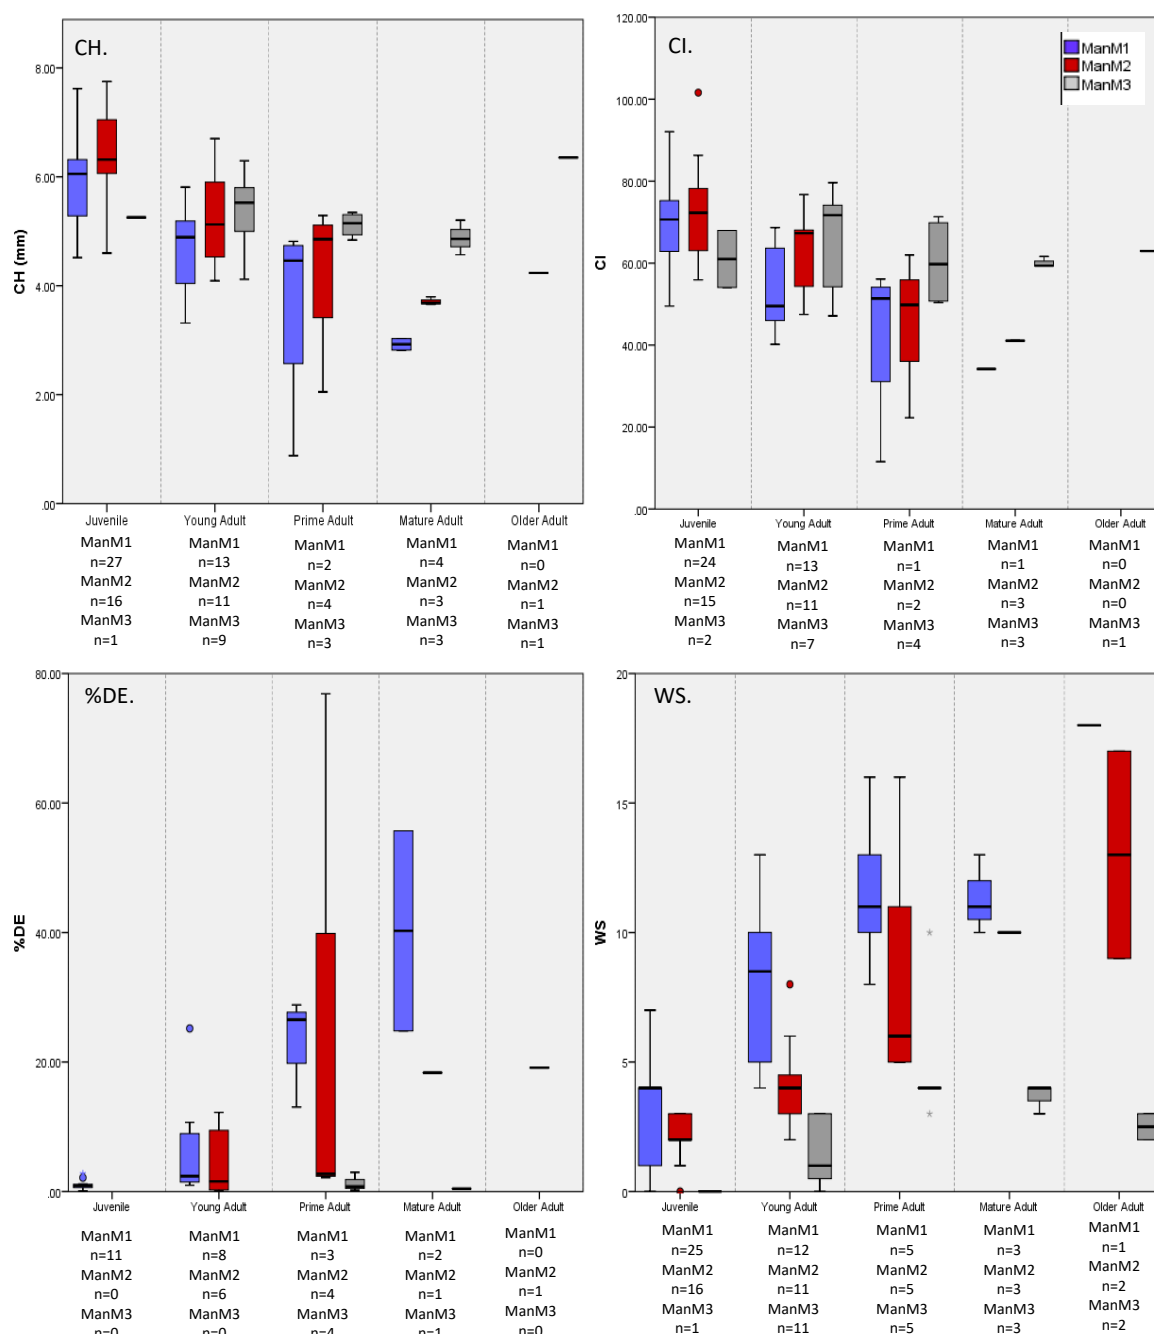 CH.
8.00
6.00
4.00
2.00
.00
CH (mm)
Juvenile Young Adult Prime Adult Mature Adult Older Adult
ManM1 ManM1 ManM1 ManM1 ManM1
n=27 n=13 n=2 n=4 n=0
ManM2 ManM2 ManM2 ManM2 ManM2
n=16 n=11 n=4 n=3 n=1
ManM3 ManM3 ManM3 ManM3 ManM3
n=1 n=9 n=3 n=3 n=1
CI.
ManM1
ManM2
ManM3
120.00
100.00
80.00
60.00
40.00
20.00
.00
CI
Juvenile Young Adult Prime Adult Mature Adult Older Adult
ManM1 ManM1 ManM1 ManM1 ManM1
n=24 n=13 n=1 n=1 n=0
ManM2 ManM2 ManM2 ManM2 ManM2
n=15 n=11 n=2 n=3 n=0
ManM3 ManM3 ManM3 ManM3 ManM3
n=2 n=7 n=4 n=3 n=1
%DE.
80.00
60.00
40.00
20.00
.00
%DE
Juvenile Young Adult Prime Adult Mature Adult Older Adult
ManM1 ManM1 ManM1 ManM1 ManM1
n=11 n=8 n=3 n=2 n=0
ManM2 ManM2 ManM2 ManM2 ManM2
n=0 n=6 n=4 n=1 n=1
ManM3 ManM3 ManM3 ManM3 ManM3
n=0 n=0 n=4 n=1 n=0
WS.
20
15
10
5
0
WS
Juvenile Young Adult Prime Adult Mature Adult Older Adult
ManM1 ManM1 ManM1 ManM1 ManM1
n=25 n=12 n=5 n=3 n=1
ManM2 ManM2 ManM2 ManM2 ManM2
n=16 n=11 n=5 n=3 n=2
ManM3 ManM3 ManM3 ManM3 ManM3
n=1 n=11 n=5 n=3 n=2